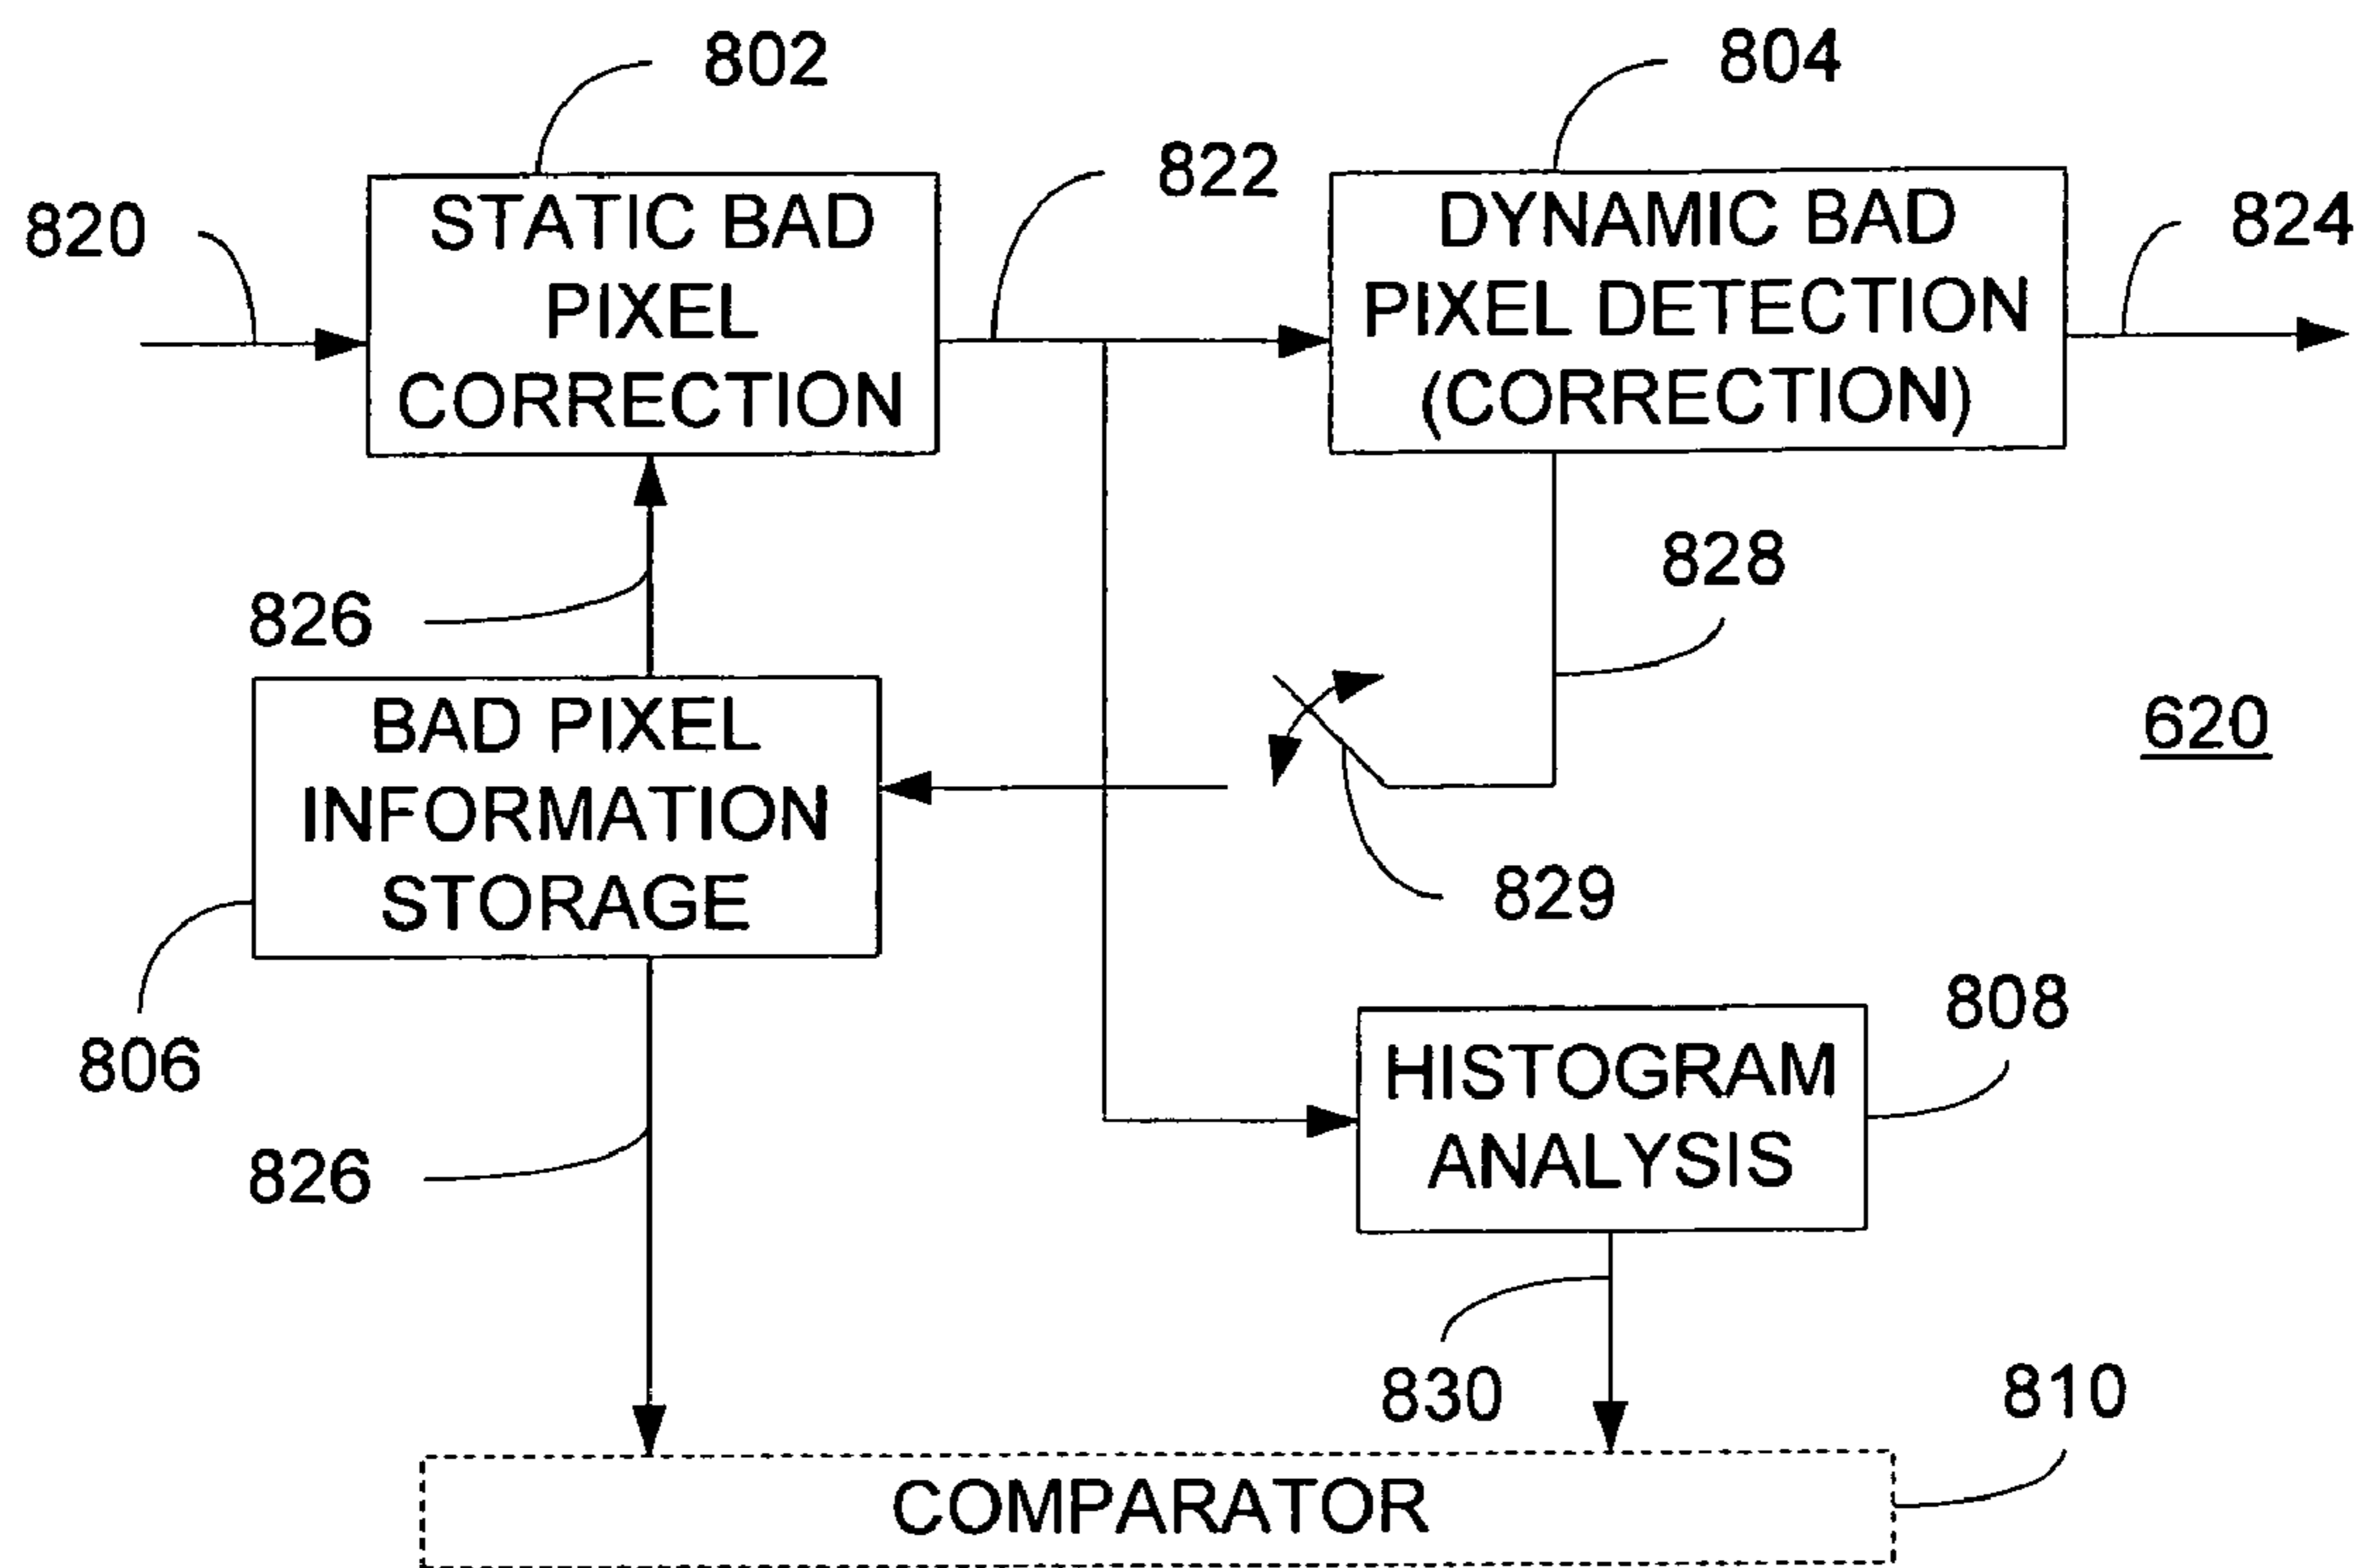 802
804
822
820
824
STATIC BAD
PIXEL
CORRECTION
DYNAMIC BAD
PIXEL DETECTION
(CORRECTION)
828
826
620
BAD PIXEL
INFORMATION
STORAGE
829
808
806
HISTOGRAM
ANALYSIS
826
830
810
COMPARATOR